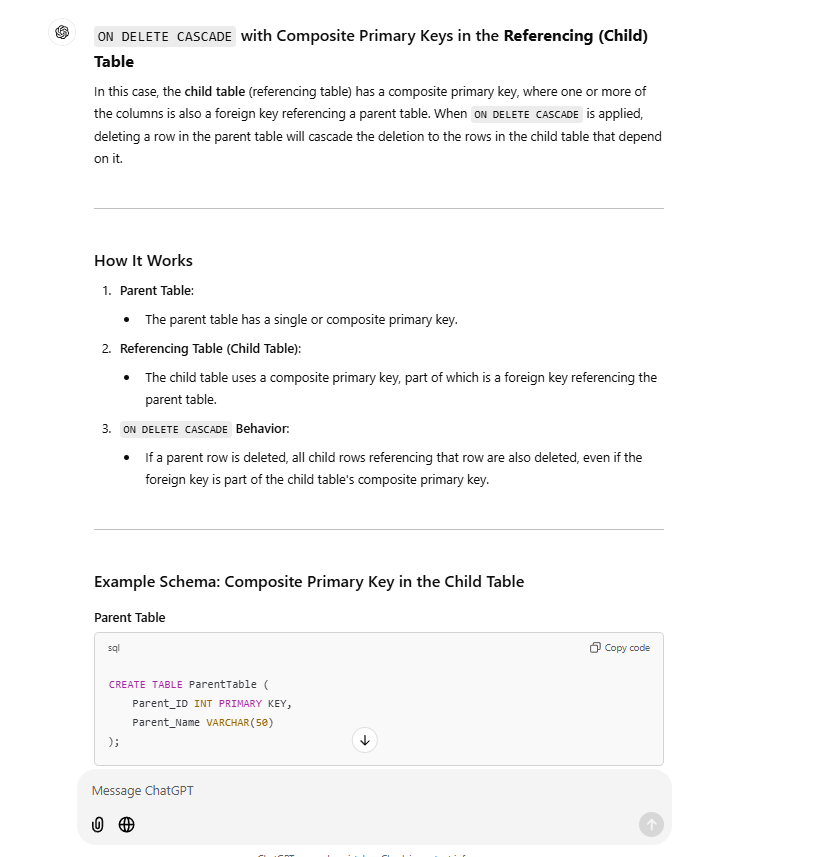 ON DELETE CASCADE with Composite Primary Keys in the Referencing (Child)
Table
In this case, the child table (referencing table) has a composite primary key, where one or more of
the columns is also a foreign key referencing a parent table. When ON DELETE CASCADE is applied,
deleting a row in the parent table will cascade the deletion to the rows in the child table that depend
on it.
How It Works
1. Parent Table:
• The parent table has a single or composite primary key.
2. Referencing Table (Child Table):
• The child table uses a composite primary key, part of which is a foreign key referencing the
parent table.
3. ON DELETE CASCADE Behavior:
• If a parent row is deleted, all child rows referencing that row are also deleted, even if the
foreign key is part of the child table's composite primary key.
Example Schema: Composite Primary Key in the Child Table
Parent Table
sql Copy code
CREATE TABLE ParentTable (
Parent_ID INT PRIMARY KEY,
Parent_Name VARCHAR(50)
);
Message ChatGPT